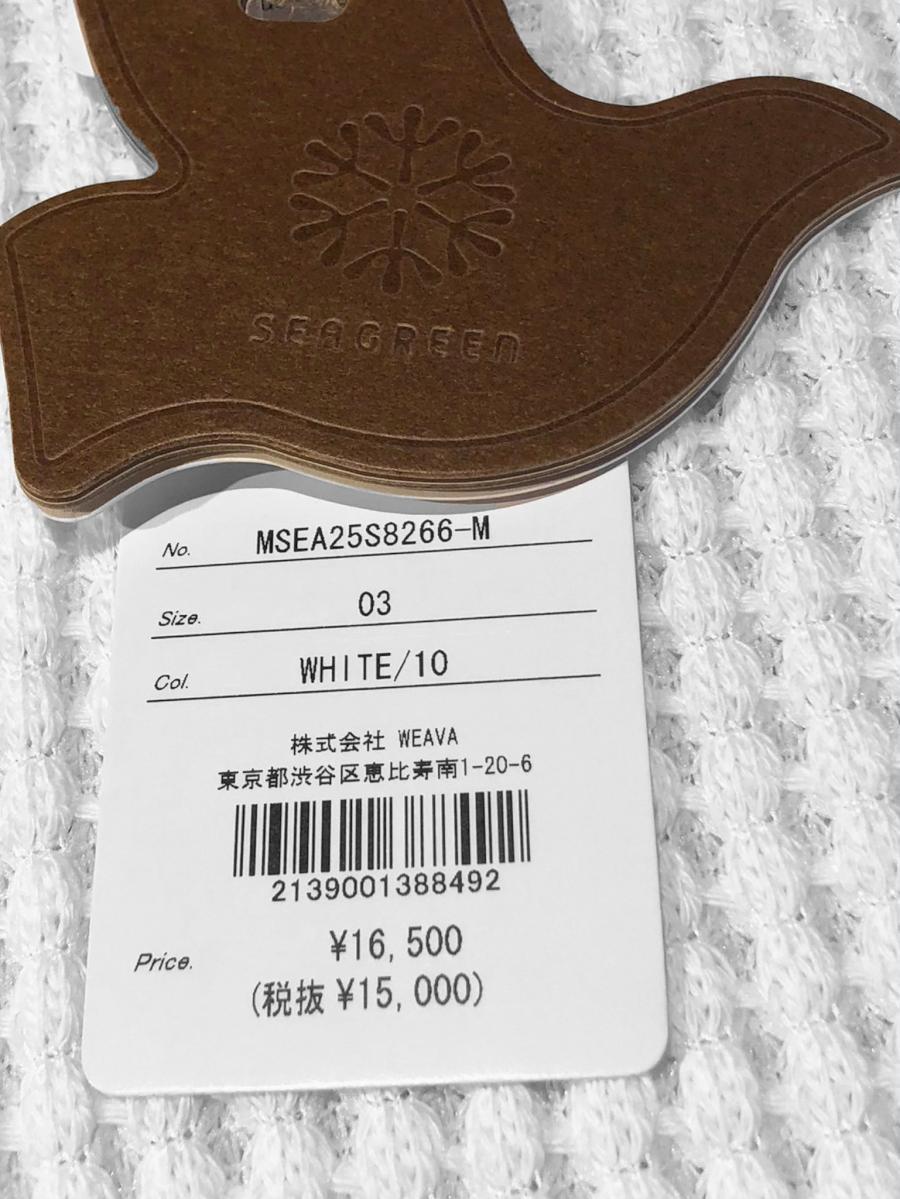 SEAGREEN
No. MSEA25S8266-M
Size. 03
Col. WHITE/10
株式会社 WEAVA
東京都渋谷区恵比寿南1-20-6
2139001388492
Price. ¥16,500
(税抜 ¥15,000)